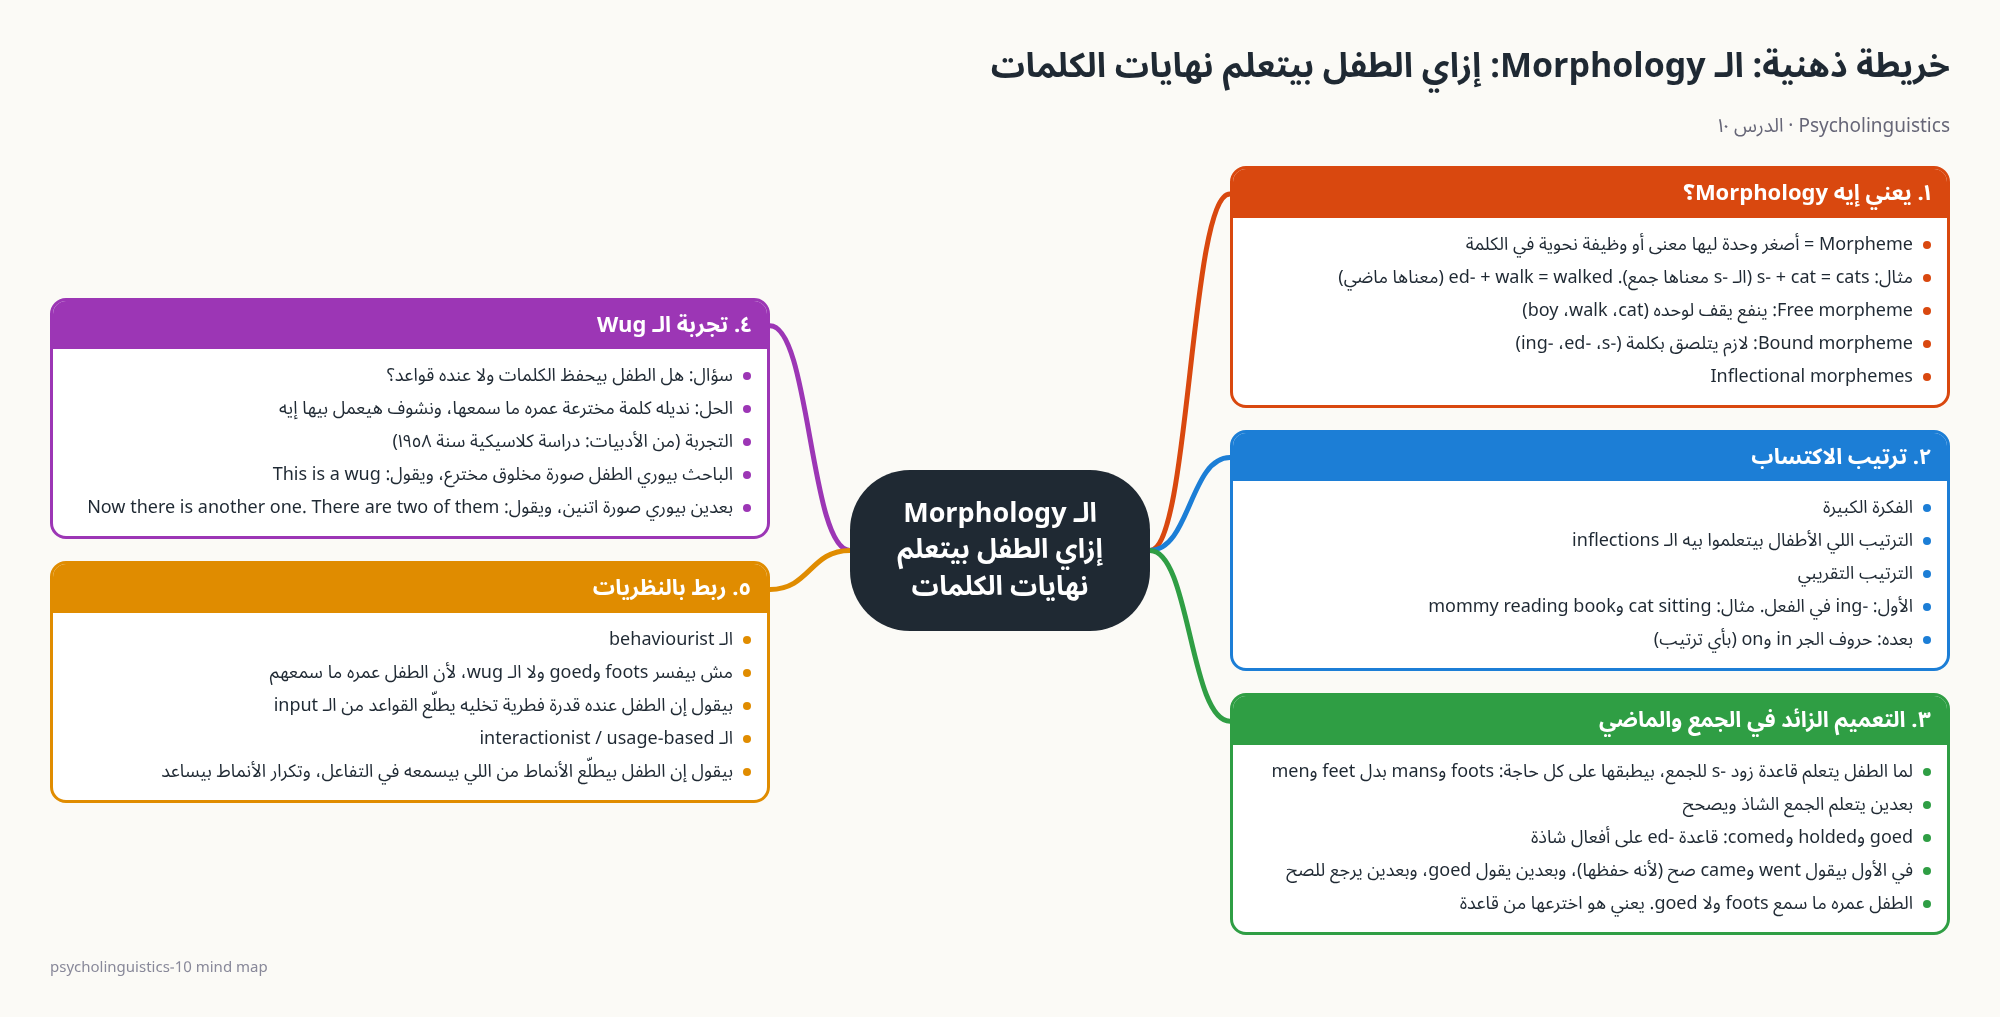 خريطة ذهنية: الـ Morphology: إزاي الطفل بيتعلم نهايات الكلمات
Psycholinguistics · الدرس ١٠
١. يعني إيه Morphology؟
Morpheme = أصغر وحدة ليها معنى أو وظيفة نحوية في الكلمة
مثال: s- + cat = cats (الـ -s معناها جمع). ed- + walk = walked (معناها ماضي)
Free morpheme: ينفع يقف لوحده (boy ،walk ،cat)
Bound morpheme: لازم يتلصق بكلمة (-ing- ،ed- ،s)
Inflectional morphemes
٢. ترتيب الاكتساب
الفكرة الكبيرة
الترتيب اللي الأطفال بيتعلموا بيه الـ inflections
الترتيب التقريبي
الأول: -ing في الفعل. مثال: cat sitting وmommy reading book
بعده: حروف الجر in وon (بأي ترتيب)
٣. التعميم الزائد في الجمع والماضي
لما الطفل يتعلم قاعدة زود -s للجمع، بيطبقها على كل حاجة: foots وmans بدل feet وmen
بعدين يتعلم الجمع الشاذ ويصحح
goed وholded وcomed: قاعدة -ed على أفعال شاذة
في الأول بيقول went وcame صح (لأنه حفظها)، وبعدين يقول goed، وبعدين يرجع للصح
الطفل عمره ما سمع foots ولا goed. يعني هو اخترعها من قاعدة
٤. تجربة الـ Wug
سؤال: هل الطفل بيحفظ الكلمات ولا عنده قواعد؟
الحل: نديله كلمة مخترعة عمره ما سمعها، ونشوف هيعمل بيها إيه
التجربة (من الأدبيات: دراسة كلاسيكية سنة ١٩٥٨)
الباحث بيوري الطفل صورة مخلوق مخترع، ويقول: This is a wug
بعدين بيوري صورة اتنين، ويقول: Now there is another one. There are two of them
٥. ربط بالنظريات
الـ behaviourist
مش بيفسر foots وgoed ولا الـ wug، لأن الطفل عمره ما سمعهم
بيقول إن الطفل عنده قدرة فطرية تخليه يطلّع القواعد من الـ input
الـ interactionist / usage-based
بيقول إن الطفل بيطلّع الأنماط من اللي بيسمعه في التفاعل، وتكرار الأنماط بيساعد
الـ Morphology
إزاي الطفل بيتعلم
نهايات الكلمات
psycholinguistics-10 mind map